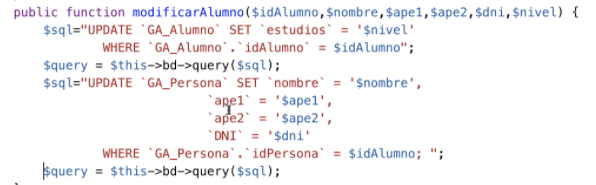 public function modificarAlumno($idAlumno,$nombre,$ape1,$ape2,$dni,$nivel) {
$sql="UPDATE `GA_Alumno` SET `estudios` = '$nivel'
WHERE `GA_Alumno`.`idAlumno` = $idAlumno";
$query = $this->bd->query($sql);
$sql="UPDATE `GA_Persona` SET `nombre` = '$nombre',
`ape1` = '$ape1',
`ape2` = '$ape2',
`DNI` = '$dni'
WHERE `GA_Persona`.`idPersona` = $idAlumno; ";
$query = $this->bd->query($sql);